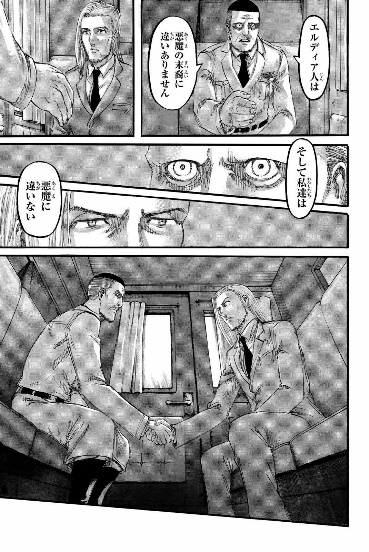 エルディア人は
悪魔の末裔に
違いありません
そして私達は
悪魔に
違いない